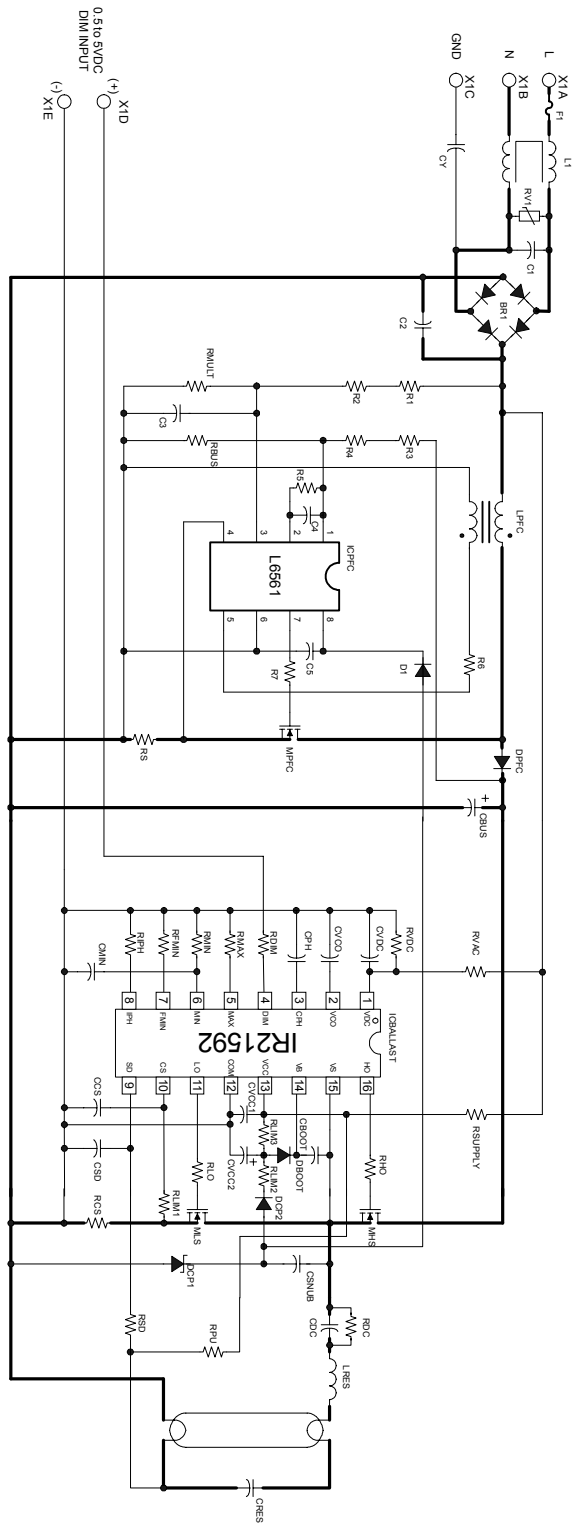 L
X1A
F1
N
X1B
GND
X1C
CY
L1
RV1
C1
BR1
C2
0.5 to 5VDC
DIM INPUT
(+)
X1D
(-)
X1E
R1
R2
RMULT
C3
R3
R4
RBUS
R5
C4
LPFC
ICPFC
L6561
1
2
3
4
5
6
7
8
C5
R7
R6
D1
MPFC
RS
DPFC
CBUS
+
RVAC
RSUPPLY
RVDC
CVDC
CVCO
CPH
RDIM
RMAX
RMIN
RFMIN
RIPH
CMIN
ICBALLAST
IR21592
1
VDC
2
VCO
3
CPH
4
DIM
5
MAX
6
MIN
7
FMIN
8
IPH
16
HO
15
VS
14
VB
13
VCC
12
COM
11
LO
10
CS
9
SD
CVCC1
CBOOT
DBOOT
RLIM3
RLIM2
CVCC2
+
DCP2
RHO
MHS
RLO
MLS
RLIM1
CCS
CSD
RCS
CSNUB
DCP1
RSD
RPU
RDC
CDC
LRES
CRES